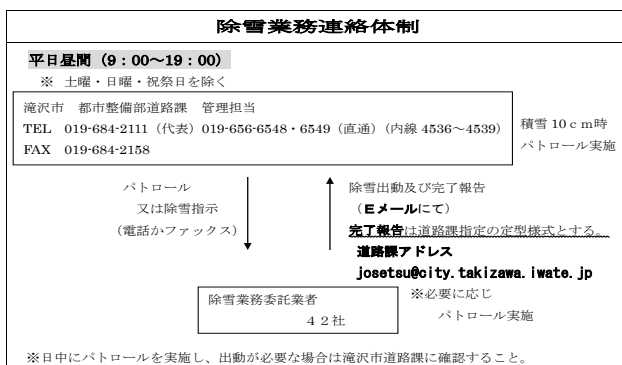 除雪業務連絡体制
平日昼間（9：00～19：00）
※ 土曜・日曜・祝祭日を除く
滝沢市　都市整備部道路課　管理担当
TEL 019-684-2111（代表）019-656-6548・6549（直通）（内線 4536～4539）
FAX 019-684-2158
積雪 10ｃｍ時
パトロール実施
パトロール
又は除雪指示
（電話かファックス）
除雪出動及び完了報告
（Ｅメールにて）
完了報告は道路課指定の定型様式とする。
道路課アドレス
josetsu@city.takizawa.iwate.jp
除雪業務委託業者
４２社
※必要に応じ
パトロール実施
※日中にパトロールを実施し、出動が必要な場合は滝沢市道路課に確認すること。